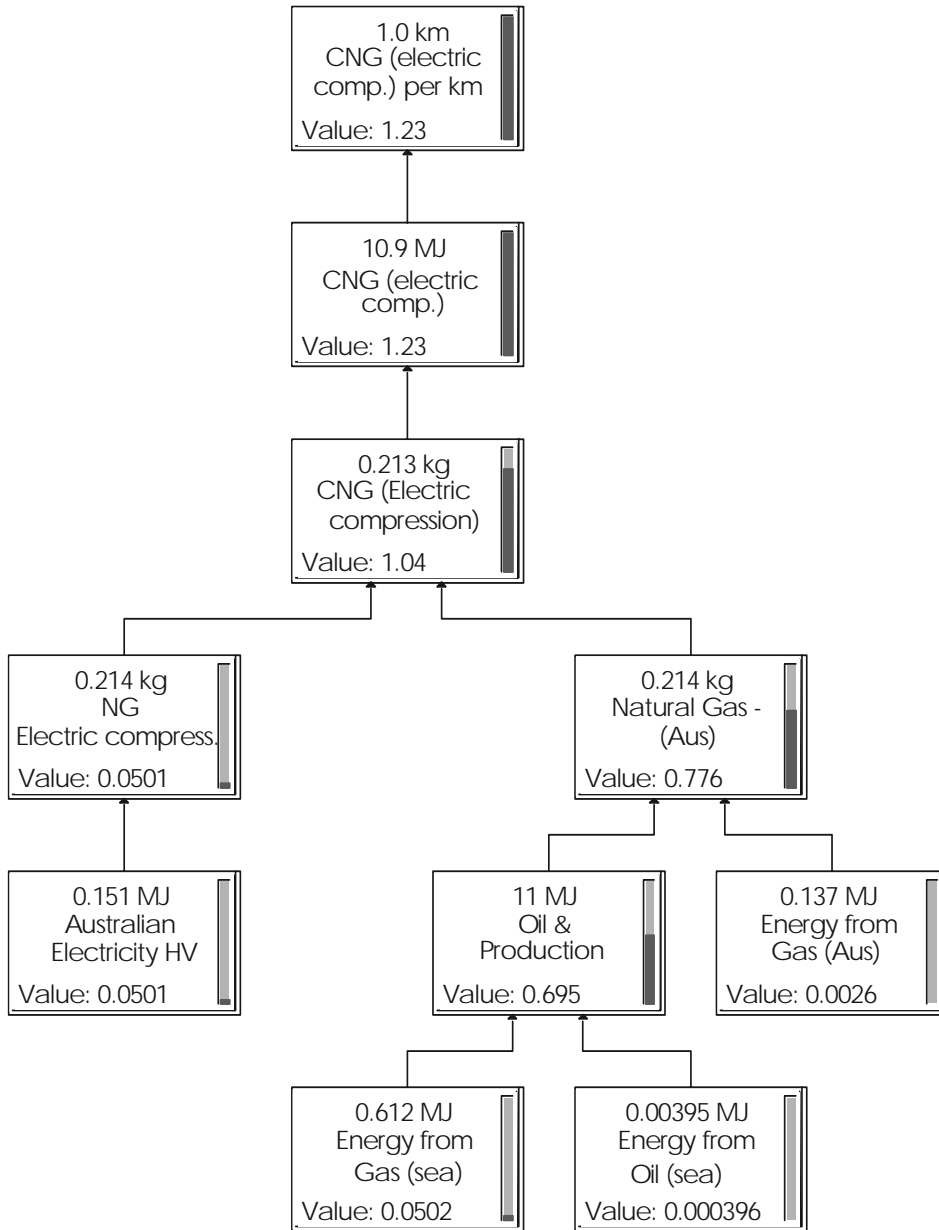 1.0 km
CNG (electric
comp.) per km
Value: 1.23
10.9 MJ
CNG (electric
comp.)
Value: 1.23
0.213 kg
CNG (Electric
compression)
Value: 1.04
0.214 kg
NG
Electric compress.
Value: 0.0501
0.214 kg
Natural Gas -
(Aus)
Value: 0.776
0.151 MJ
Australian
Electricity HV
Value: 0.0501
11 MJ
Oil &
Production
Value: 0.695
0.137 MJ
Energy from
Gas (Aus)
Value: 0.0026
0.612 MJ
Energy from
Gas (sea)
Value: 0.0502
0.00395 MJ
Energy from
Oil (sea)
Value: 0.000396